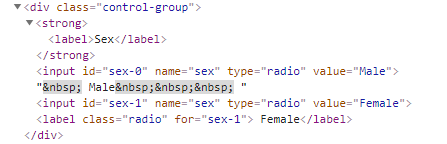 ▼<div class="control-group">
▼<strong>
<label>Sex</label>
</strong>
<input id="sex-0" name="sex" type="radio" value="Male">
"&nbsp; Male&nbsp;&nbsp;&nbsp; "
<input id="sex-1" name="sex" type="radio" value="Female">
<label class="radio" for="sex-1"> Female</label>
</div>